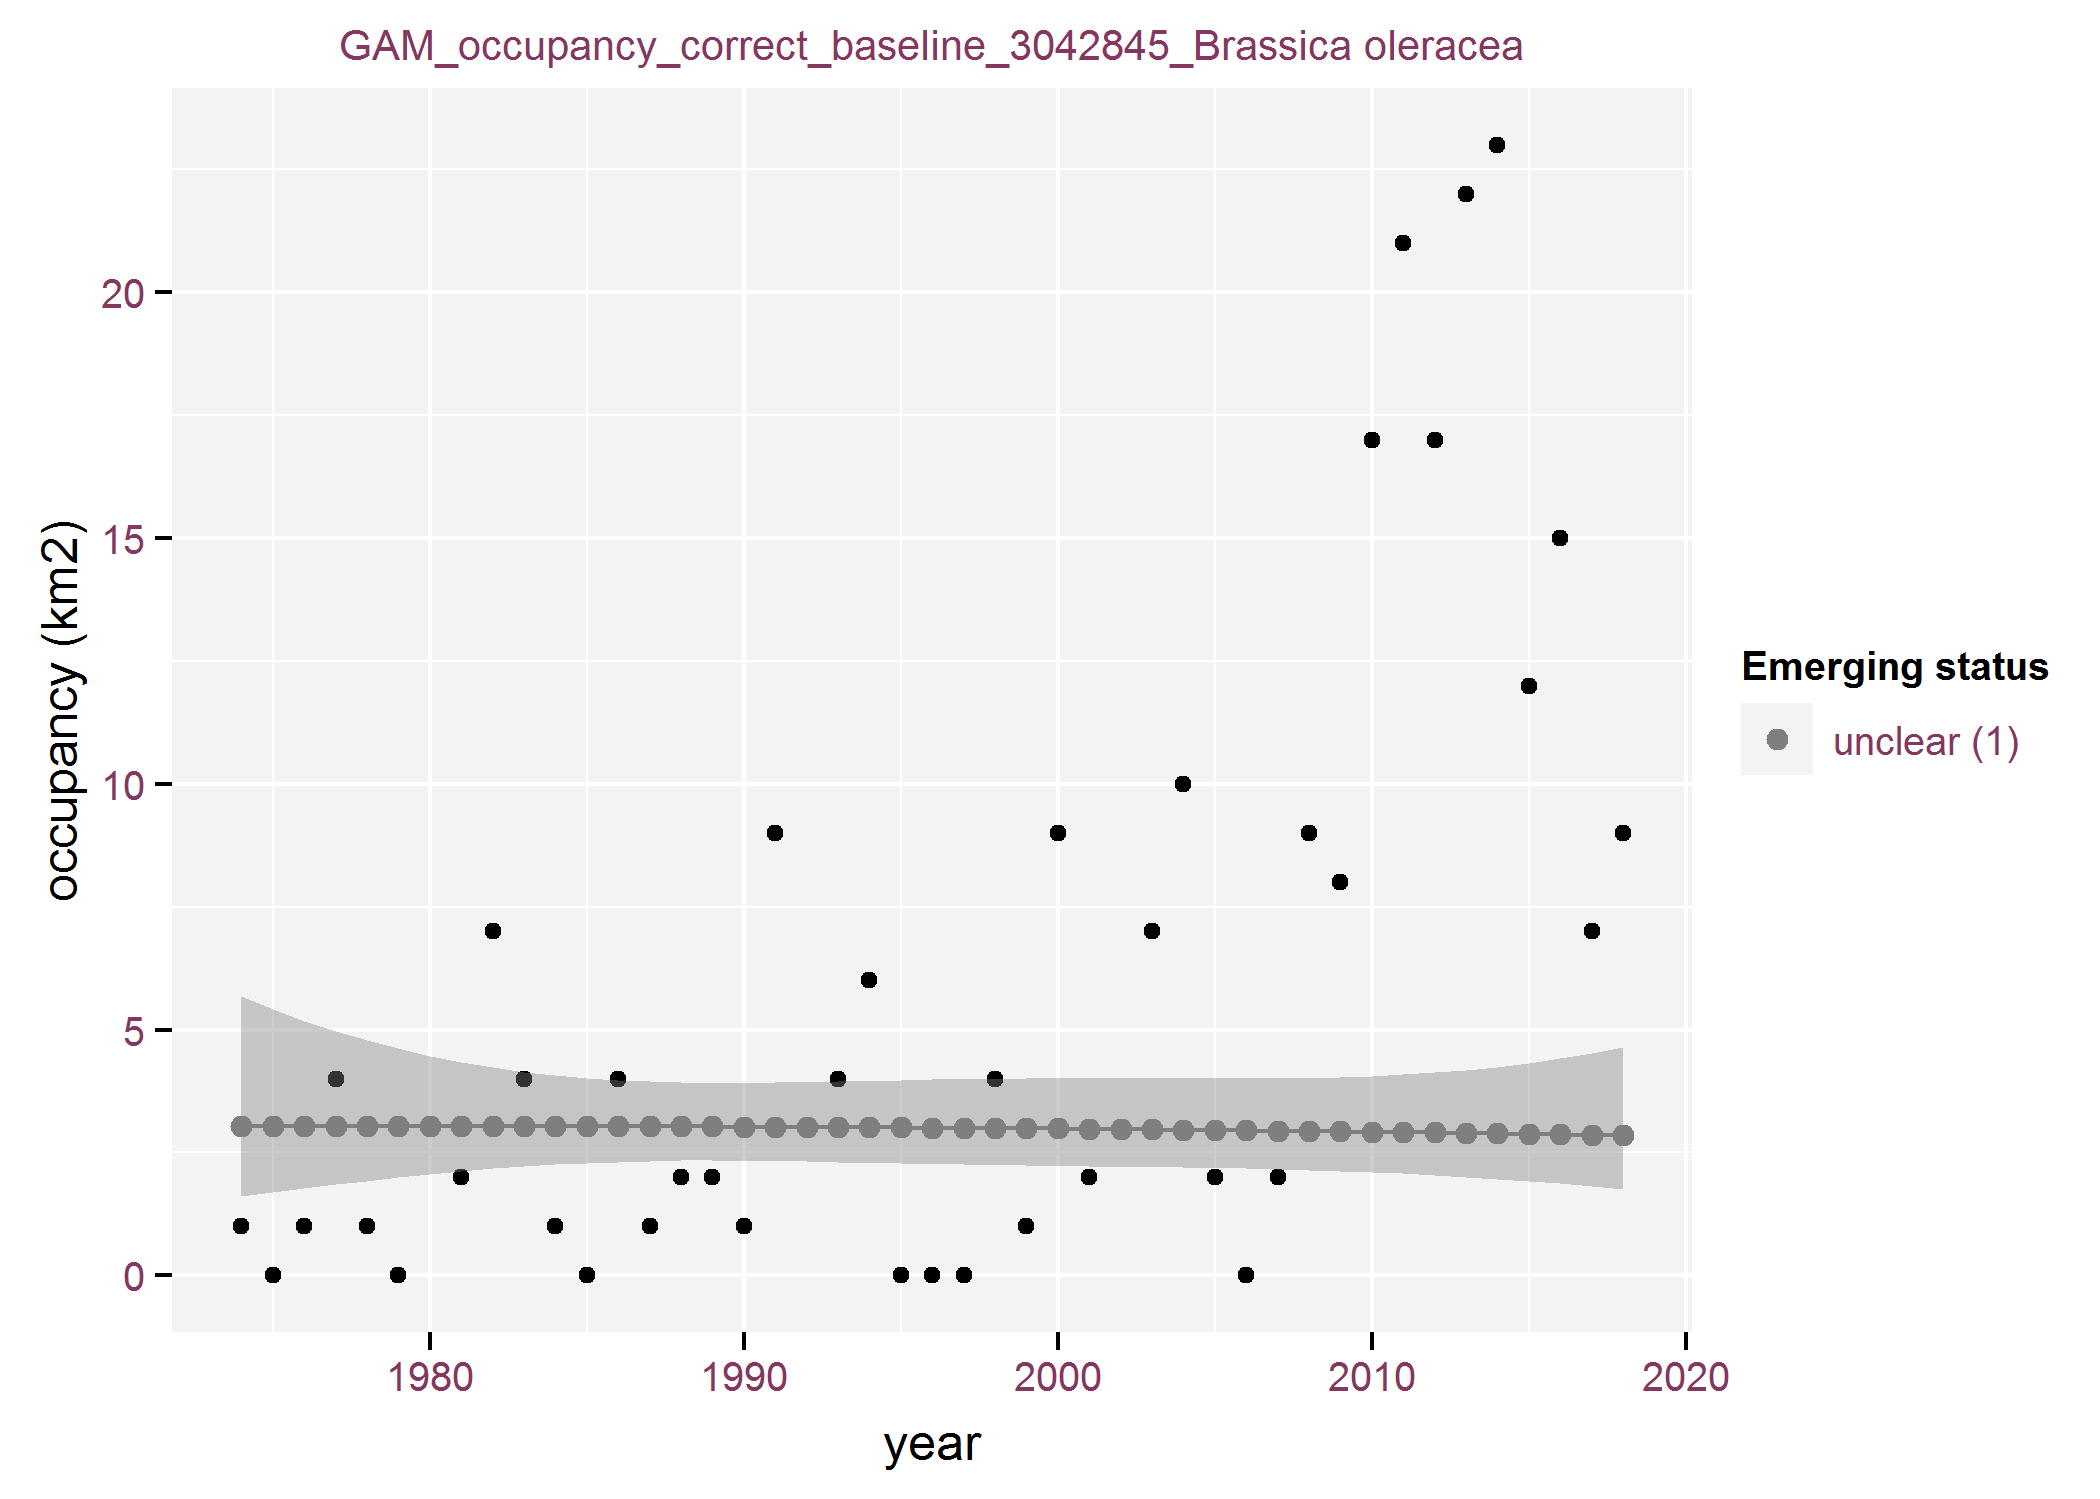 GAM_occupancy_correct_baseline_3042845_Brassica oleracea
occupancy (km2)
20
15
10
5
0
1980 1990 2000 2010 2020
year
Emerging status
unclear (1)